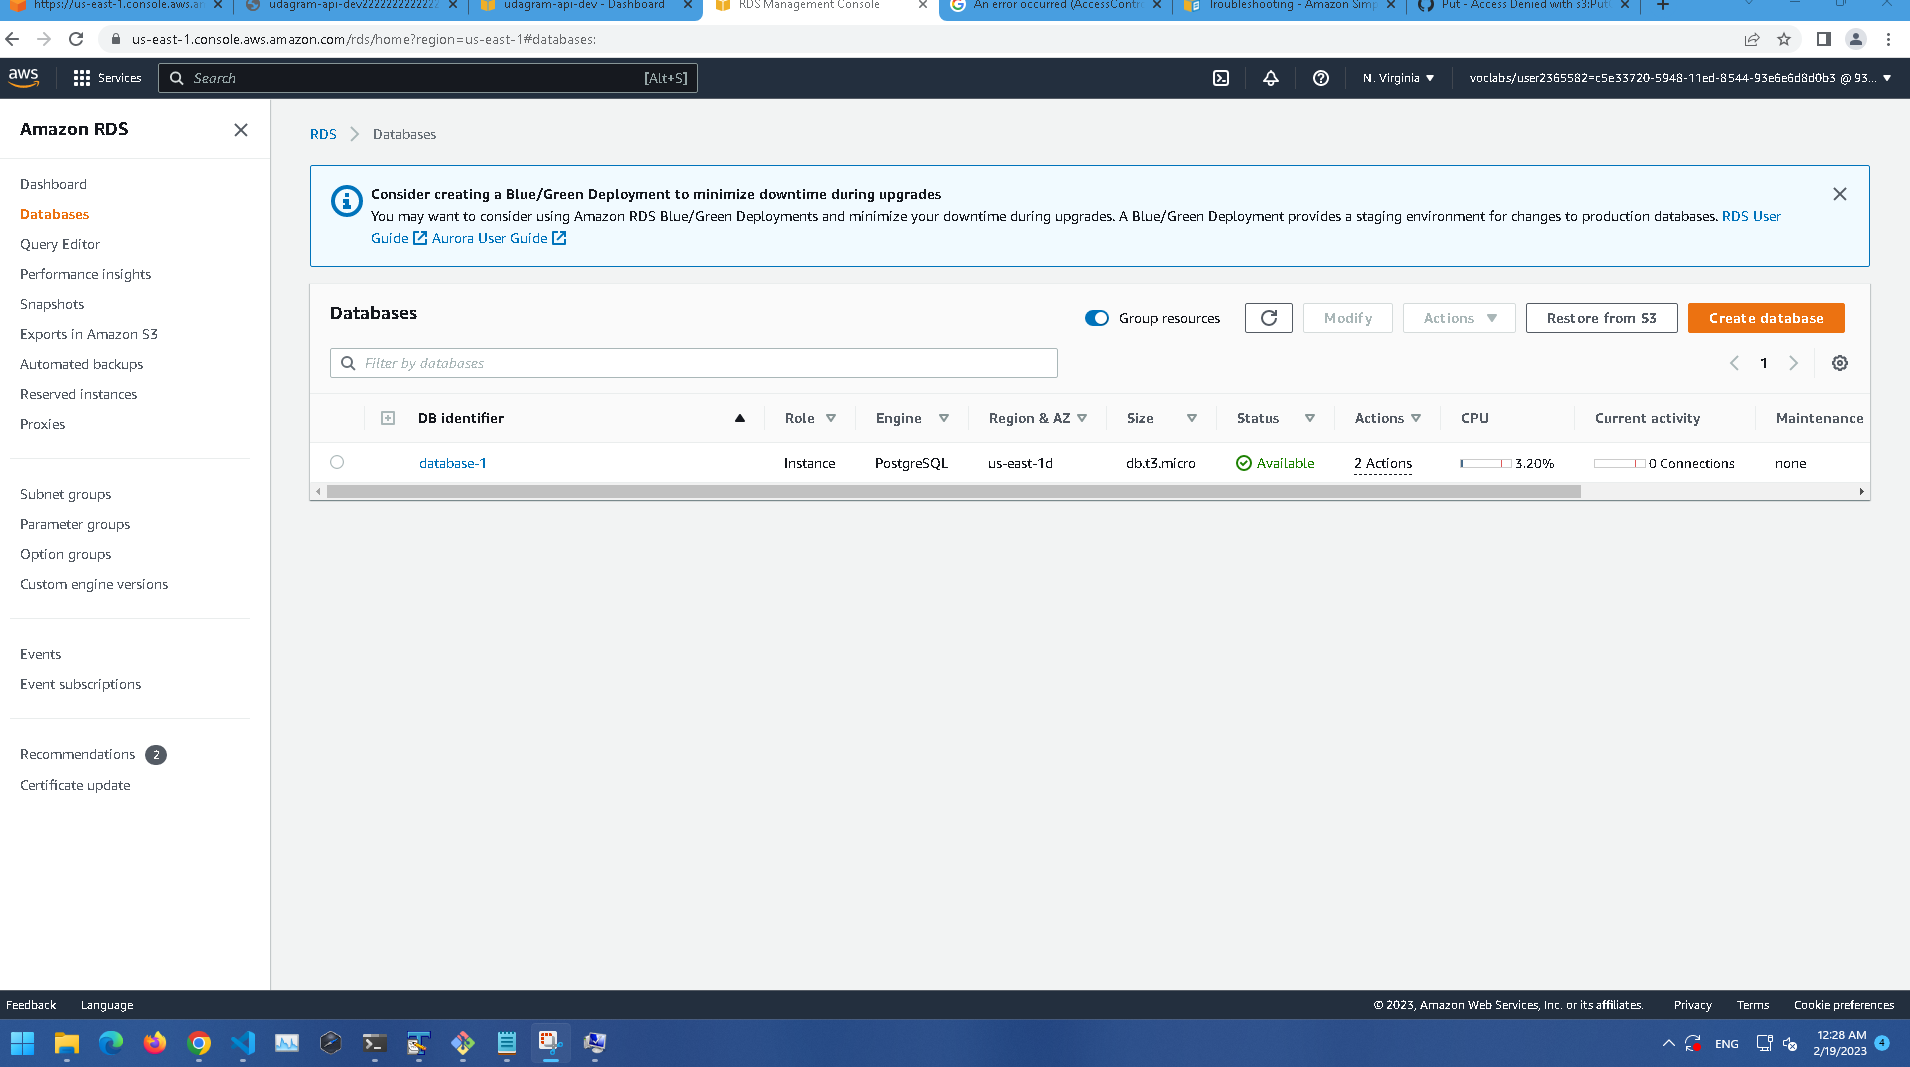 https://us-east-1.console.aws.an
udagram-api-dev2222222222222
udagram-api-dev - Dashboard
RDS Management Console
An error occurred (AccessContro
Troubleshooting - Amazon Simp
Put - Access Denied with s3:Put
us-east-1.console.aws.amazon.com/rds/home?region=us-east-1#databases:
aws
Services
Search
[Alt+S]
N. Virginia
voclabs/user2365582=c5e33720-5948-11ed-8544-93e6e6d8d0b3 @ 93...
Amazon RDS
Dashboard
Databases
Query Editor
Performance insights
Snapshots
Exports in Amazon S3
Automated backups
Reserved instances
Proxies
Subnet groups
Parameter groups
Option groups
Custom engine versions
Events
Event subscriptions
Recommendations 2
Certificate update
RDS > Databases
Consider creating a Blue/Green Deployment to minimize downtime during upgrades
You may want to consider using Amazon RDS Blue/Green Deployments and minimize your downtime during upgrades. A Blue/Green Deployment provides a staging environment for changes to production databases. RDS User
Guide Aurora User Guide
Databases
Group resources
Modify
Actions
Restore from S3
Create database
Filter by databases
1
DB identifier Role Engine Region & AZ Size Status Actions CPU Current activity Maintenance
database-1 Instance PostgreSQL us-east-1d db.t3.micro Available 2 Actions 3.20% 0 Connections none
Feedback Language
© 2023, Amazon Web Services, Inc. or its affiliates. Privacy Terms Cookie preferences
ENG
12:28 AM
2/19/2023
4